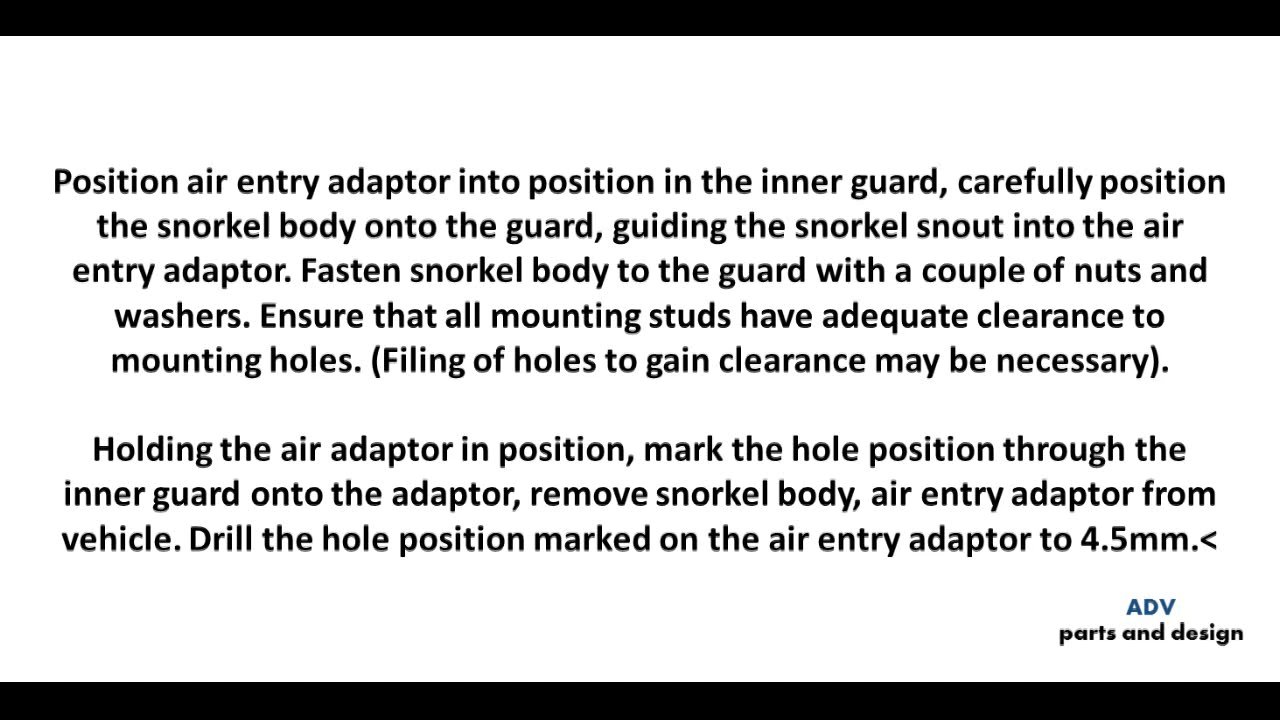 Position air entry adaptor into position in the inner guard, carefully position
the snorkel body onto the guard, guiding the snorkel snout into the air
entry adaptor. Fasten snorkel body to the guard with a couple of nuts and
washers. Ensure that all mounting studs have adequate clearance to
mounting holes. (Filing of holes to gain clearance may be necessary).
Holding the air adaptor in position, mark the hole position through the
inner guard onto the adaptor, remove snorkel body, air entry adaptor from
vehicle. Drill the hole position marked on the air entry adaptor to 4.5mm.<
ADV
parts and design